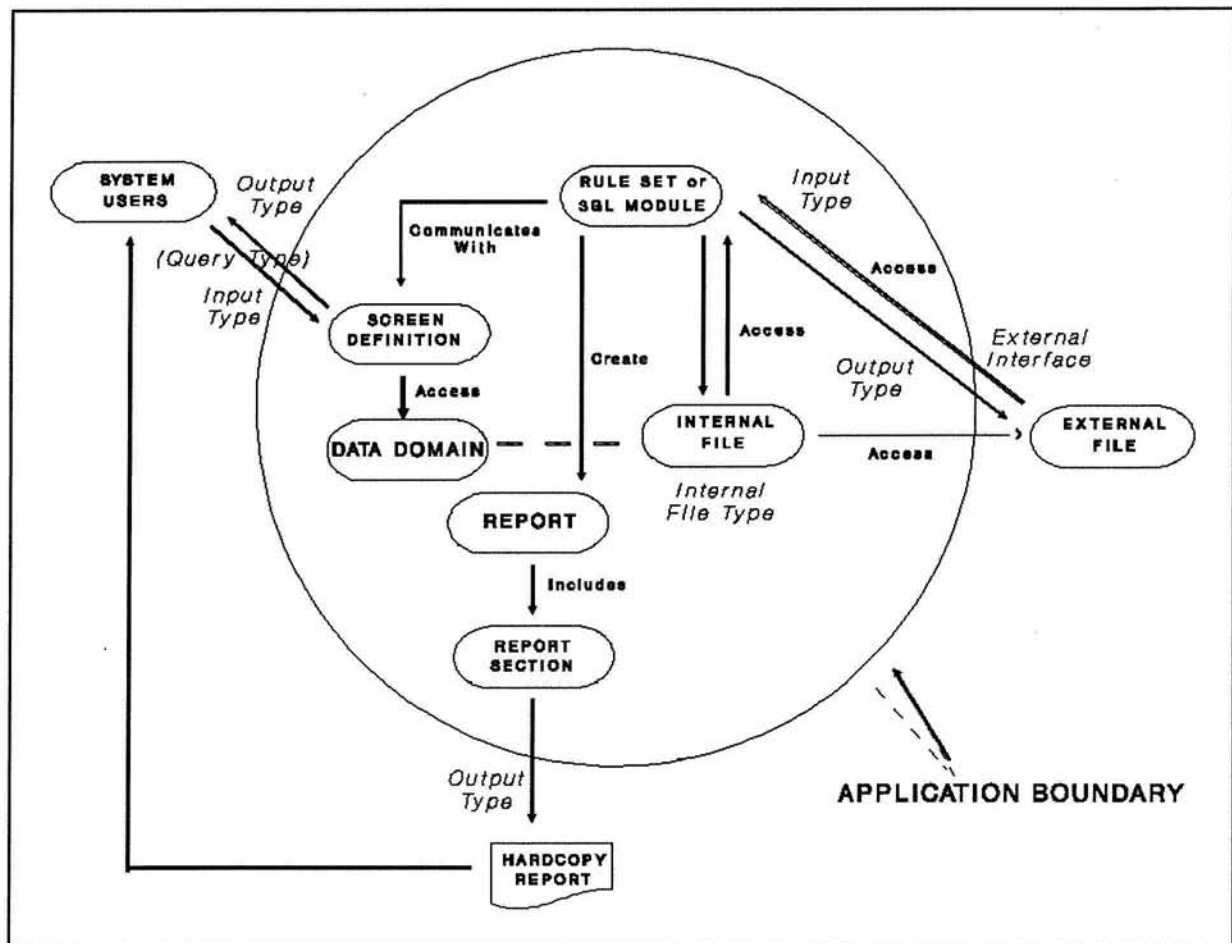 SYSTEM
USERS
Output
Type
(Query Type)
Input
Type
RULE SET or
SGL MODULE
Input
Type
Communicates
With
Access
SCREEN
DEFINITION
Access
Create
External
Interface
Output
Type
Access
DATA DOMAIN
INTERNAL
FILE
Access
EXTERNAL
FILE
Internal
File Type
REPORT
Includes
REPORT
SECTION
Output
Type
APPLICATION BOUNDARY
HARDCOPY
REPORT